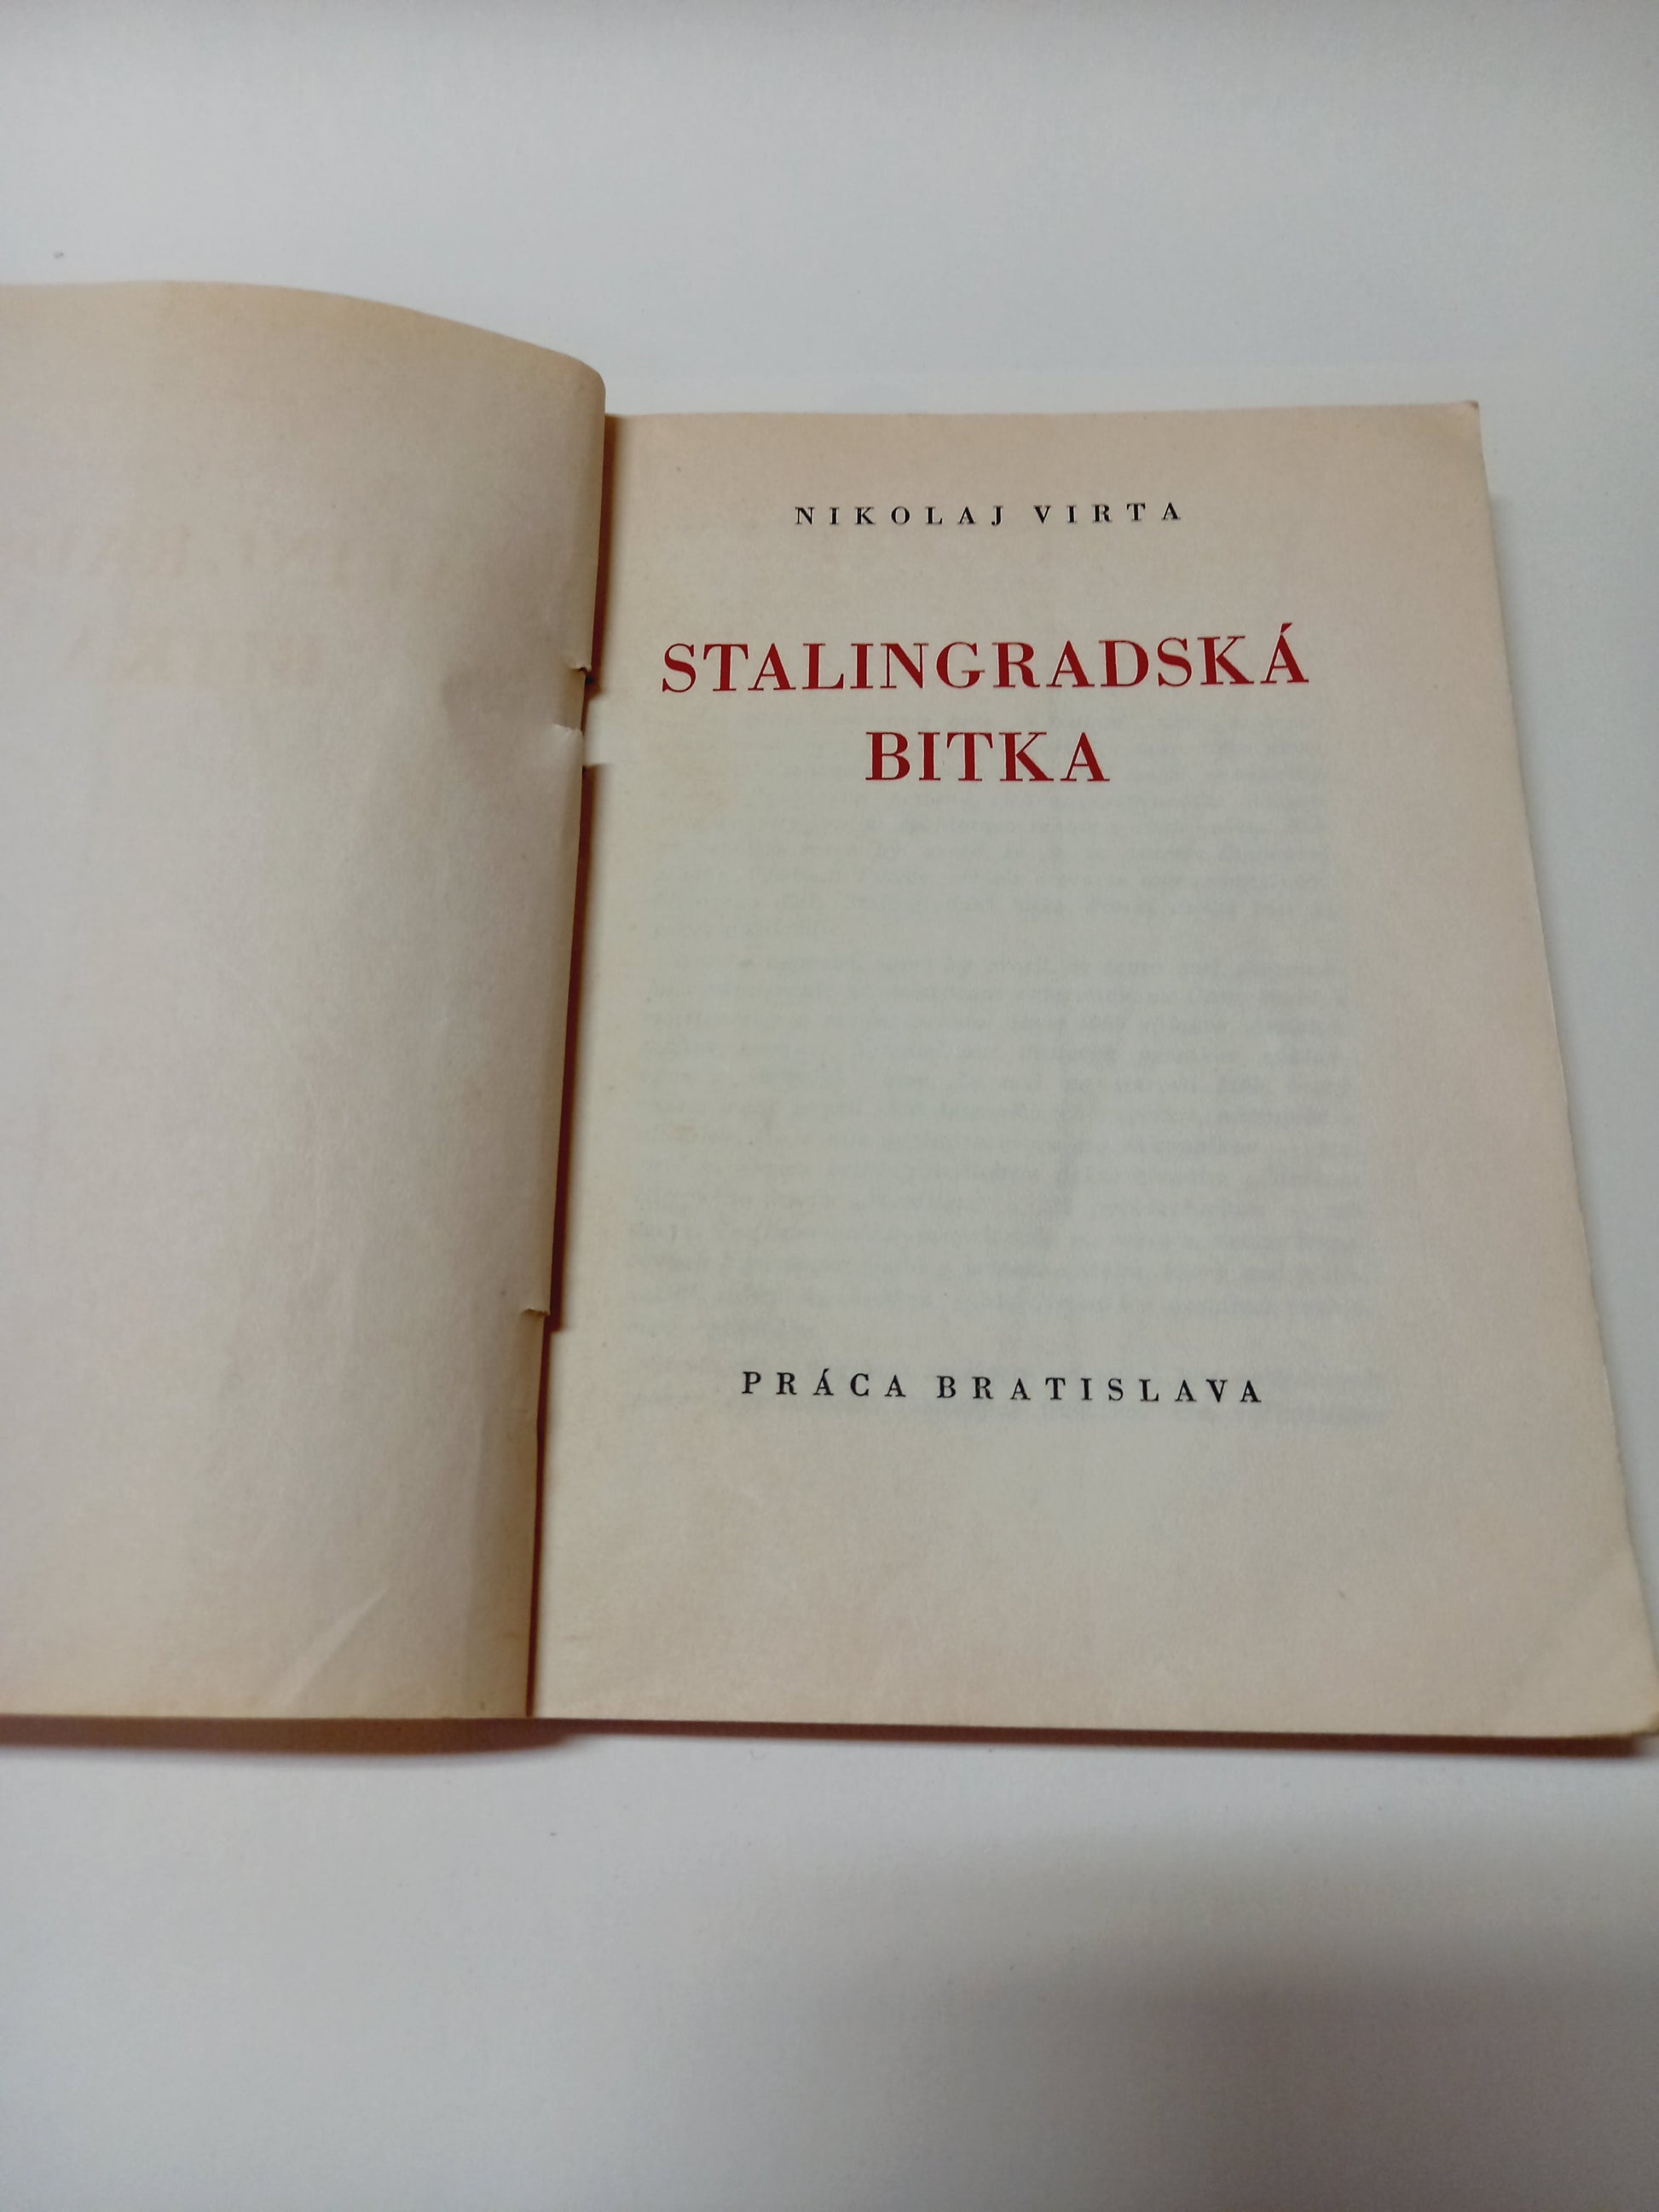 NIKOLAJ VIRTA
STALINGRADSKÁ
BITKA
PRÁCA BRATISLAVA